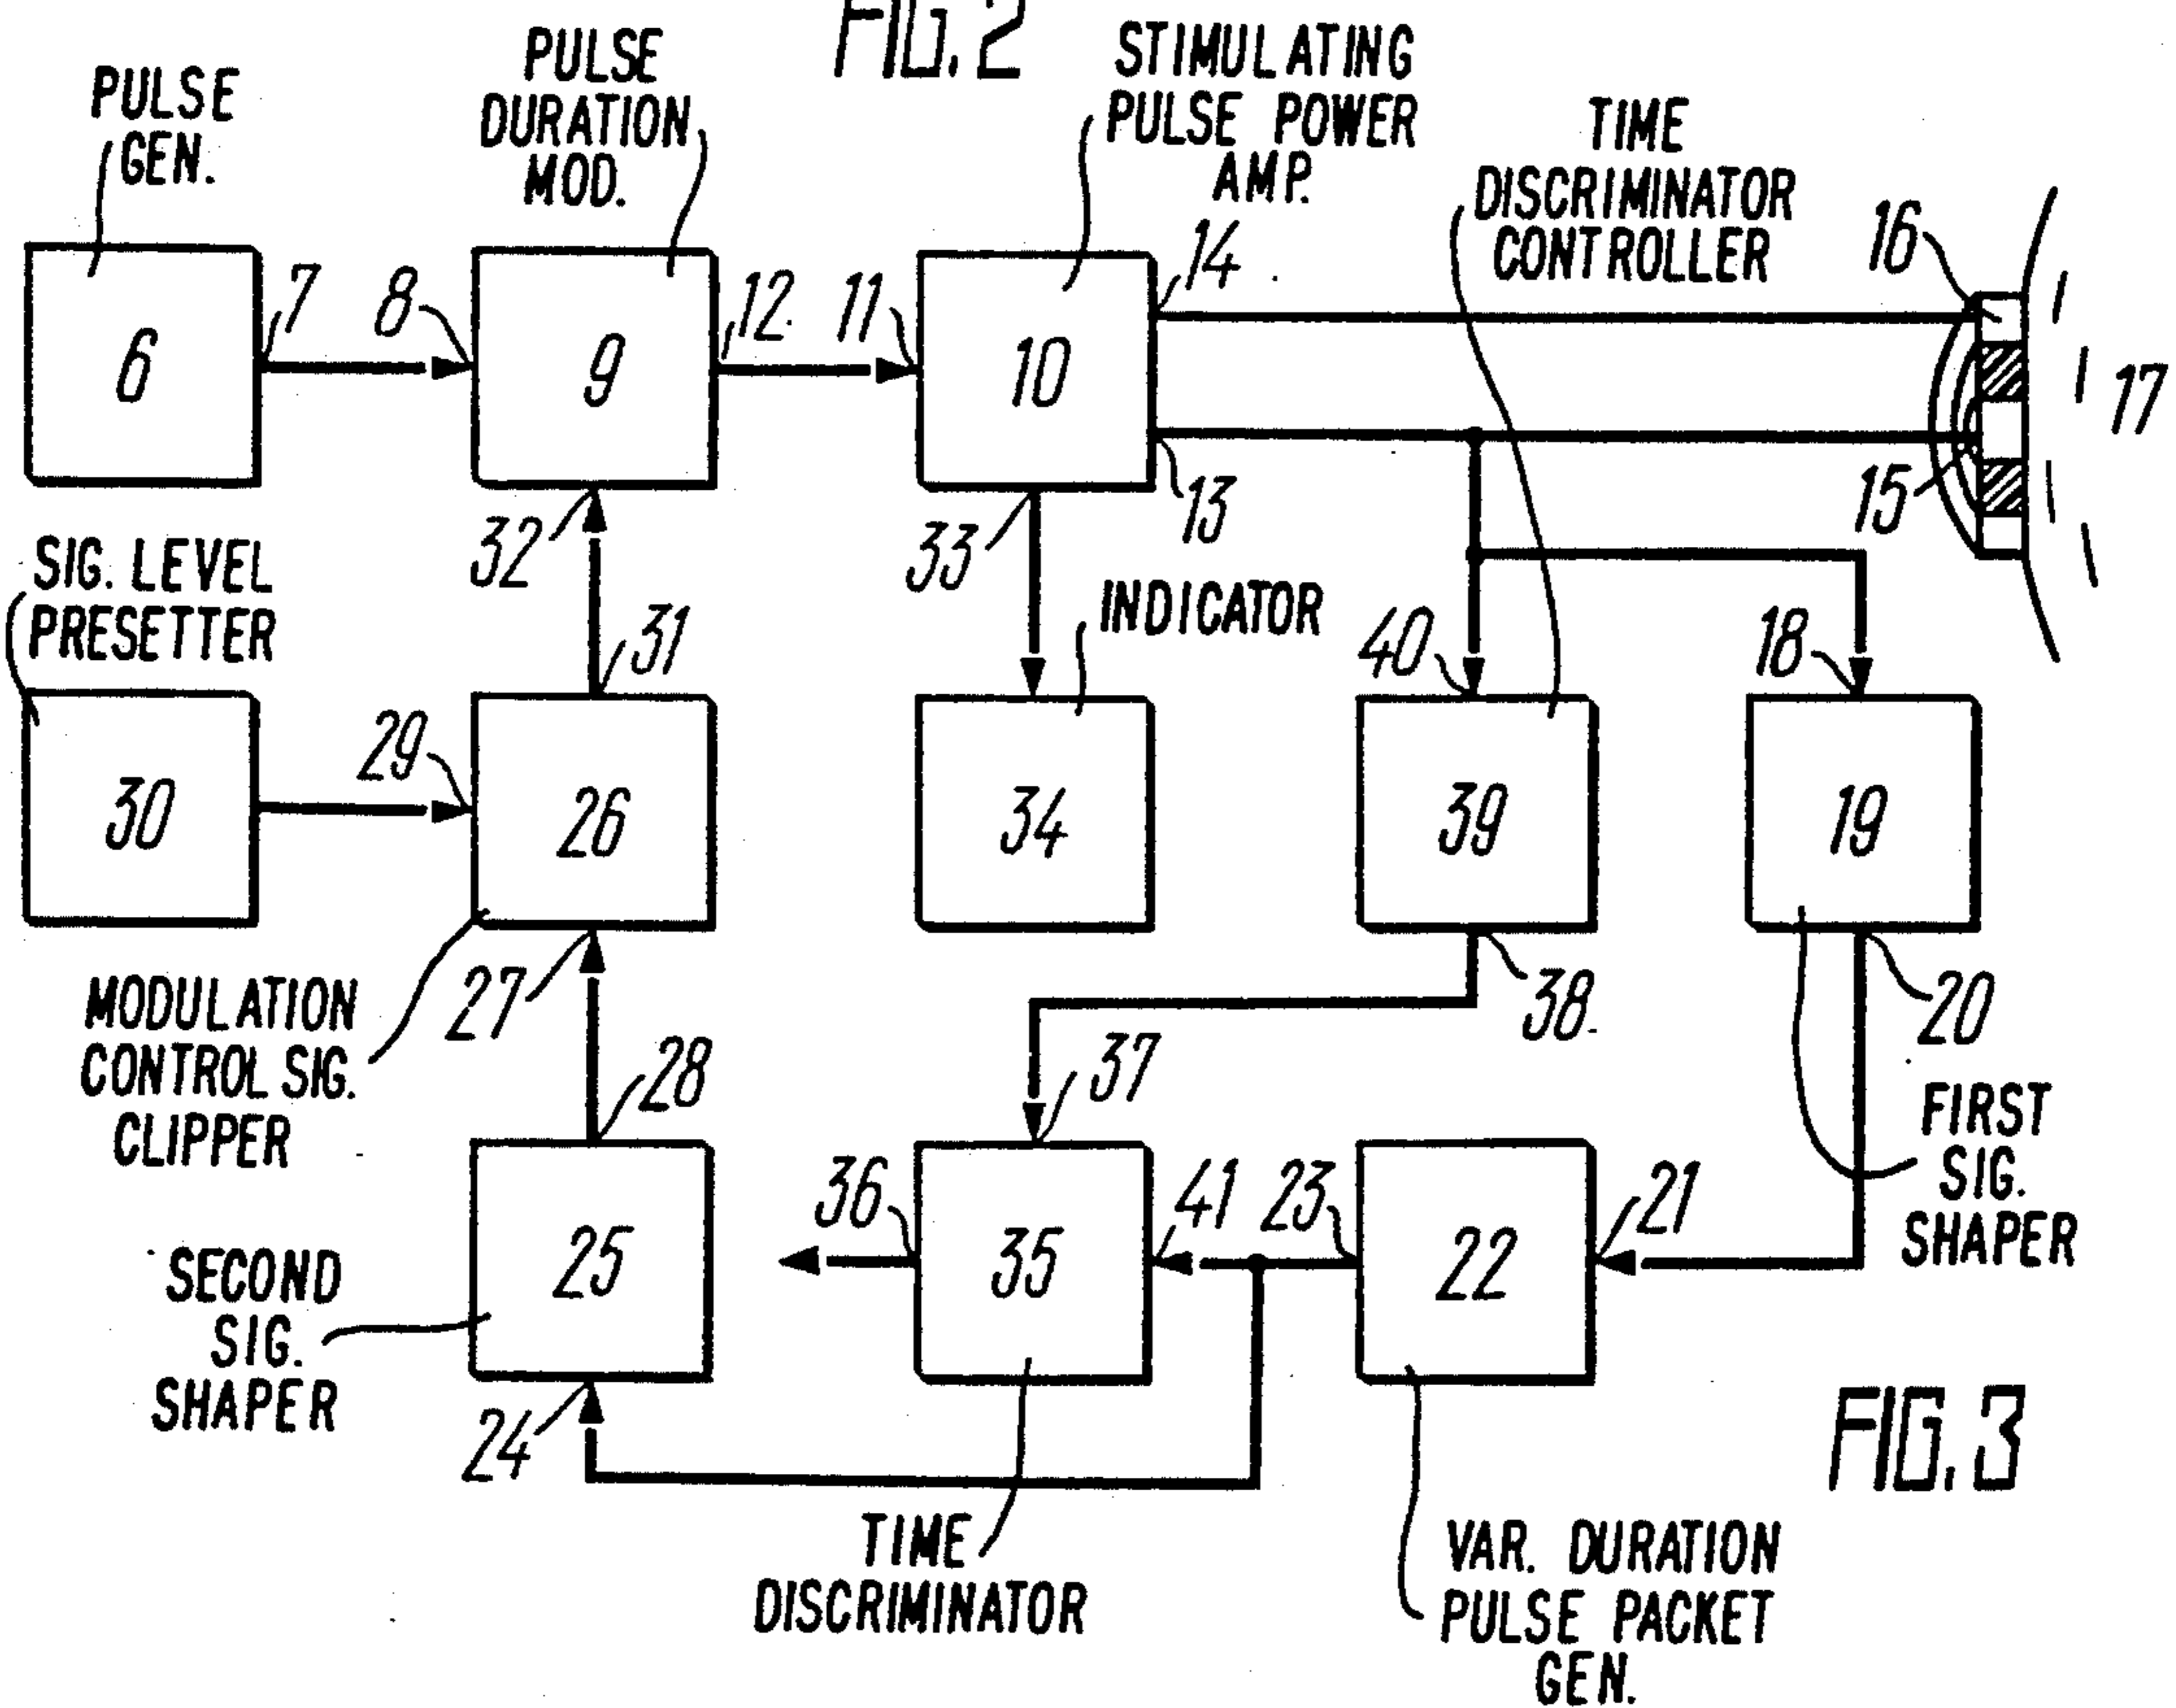 FIG. 2
PULSE
GEN.
PULSE
DURATION
MOD.
STIMULATING
PULSE POWER
AMP.
TIME
DISCRIMINATOR
CONTROLLER
16
14
6
7
8
9
12
11
10
17
15
13
32
33
SIG. LEVEL
PRESETTER
31
INDICATOR
40
18
29
30
26
34
39
19
MODULATION
CONTROL SIG.
CLIPPER
27
38
20
28
37
FIRST
SIG.
SHAPER
36
41
23
21
25
35
22
SECOND
SIG.
SHAPER
24
FIG. 3
TIME
DISCRIMINATOR
VAR. DURATION
PULSE PACKET
GEN.